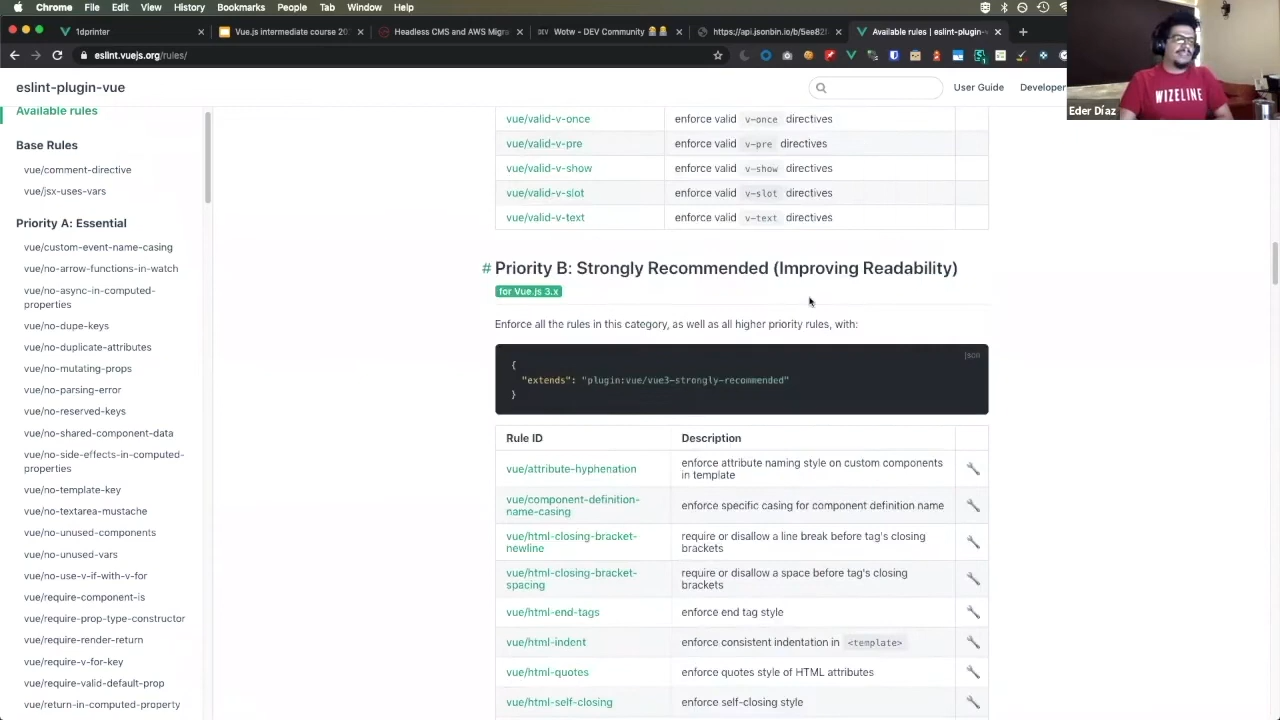 Chrome File Edit View History Bookmarks People Tab Window Help
1dprinter
Vue.js intermediate course 20
Headless CMS and AWS Migra
Wotw - DEV Community
https://api.jsonbin.io/b/5ee82
Available rules | eslint-plugin-
eslint.vuejs.org/rules/
WIZELINE
Eder Díaz
eslint-plugin-vue
User Guide
Developer
Available rules
Base Rules
vue/comment-directive
vue/jsx-uses-vars
Priority A: Essential
vue/custom-event-name-casing
vue/no-arrow-functions-in-watch
vue/no-async-in-computed-
properties
vue/no-dupe-keys
vue/no-duplicate-attributes
vue/no-mutating-props
vue/no-parsing-error
vue/no-reserved-keys
vue/no-shared-component-data
vue/no-side-effects-in-computed-
properties
vue/no-template-key
vue/no-textarea-mustache
vue/no-unused-components
vue/no-unused-vars
vue/no-use-v-if-with-v-for
vue/require-component-is
vue/require-prop-type-constructor
vue/require-render-return
vue/require-v-for-key
vue/require-valid-default-prop
vue/return-in-computed-property
vue/valid-v-once enforce valid v-once directives
vue/valid-v-pre enforce valid v-pre directives
vue/valid-v-show enforce valid v-show directives
vue/valid-v-slot enforce valid v-slot directives
vue/valid-v-text enforce valid v-text directives
# Priority B: Strongly Recommended (Improving Readability)
for Vue.js 3.x
Enforce all the rules in this category, as well as all higher priority rules, with:
json
{
"extends": "plugin:vue/vue3-strongly-recommended"
}
Rule ID Description
vue/attribute-hyphenation
enforce attribute naming style on custom components
in template
vue/component-definition-
name-casing
enforce specific casing for component definition name
vue/html-closing-bracket-
newline
require or disallow a line break before tag's closing
brackets
vue/html-closing-bracket-
spacing
require or disallow a space before tag's closing
brackets
vue/html-end-tags enforce end tag style
vue/html-indent enforce consistent indentation in <template>
vue/html-quotes enforce quotes style of HTML attributes
vue/html-self-closing enforce self-closing style